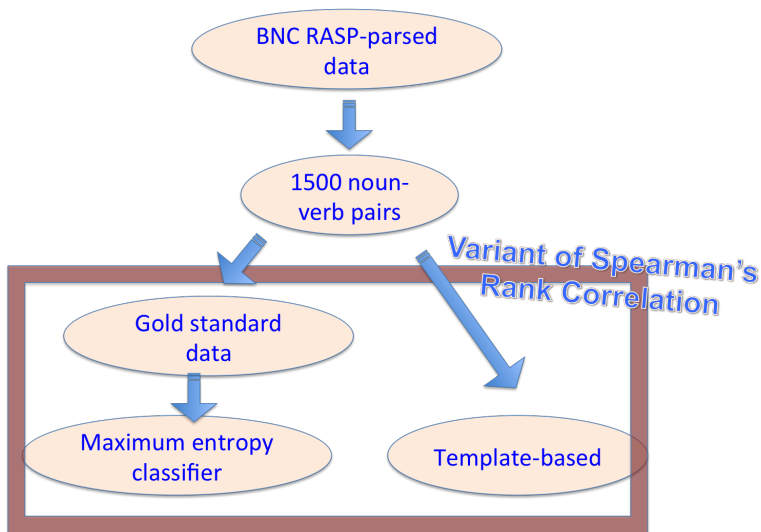 BNC RASP-parsed
data
1500 noun-
verb pairs
Variant of Spearman's
Rank Correlation
Gold standard
data
Maximum entropy
classifier
Template-based